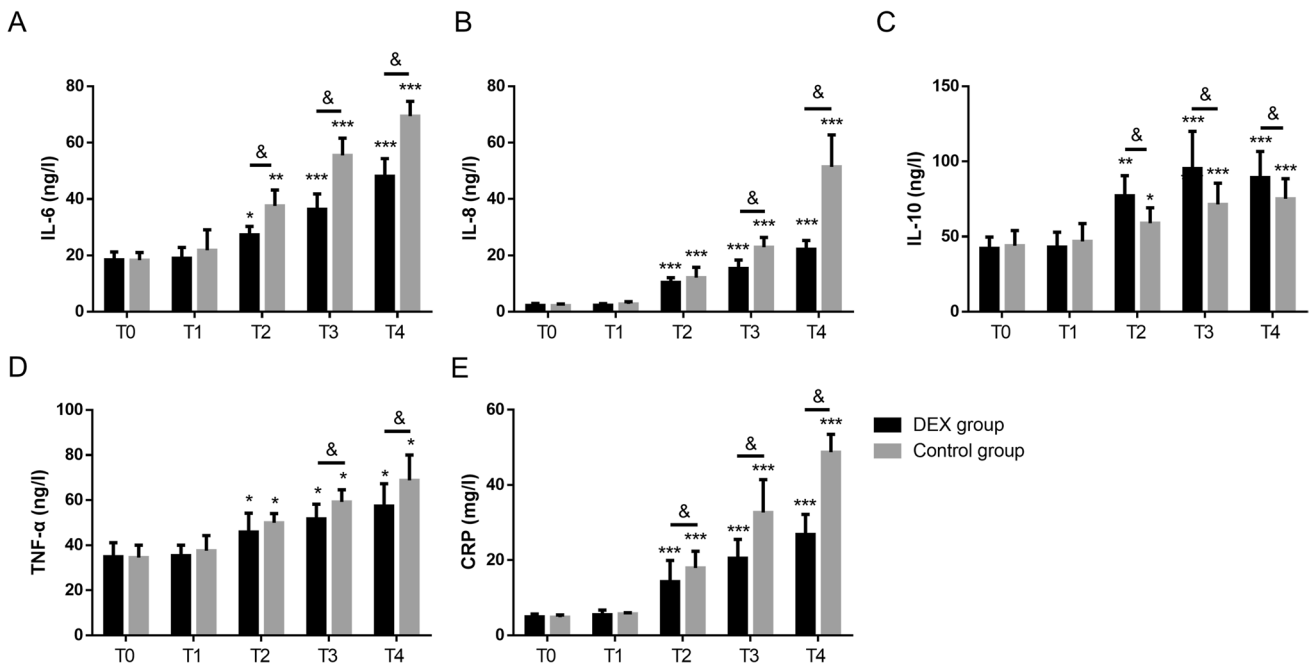 A
IL-6 (ng/l)
80
60
40
20
0
T0 T1 T2 T3 T4
* ** & *** *** & *** *** &
B
IL-8 (ng/l)
80
60
40
20
0
T0 T1 T2 T3 T4
*** *** *** *** & *** *** &
C
IL-10 (ng/l)
150
100
50
0
T0 T1 T2 T3 T4
** * & *** *** & *** *** &
D
TNF-α (ng/l)
100
80
60
40
20
0
T0 T1 T2 T3 T4
* * * * & * * &
E
CRP (mg/l)
60
40
20
0
T0 T1 T2 T3 T4
*** *** & *** *** & *** *** &
DEX group
Control group